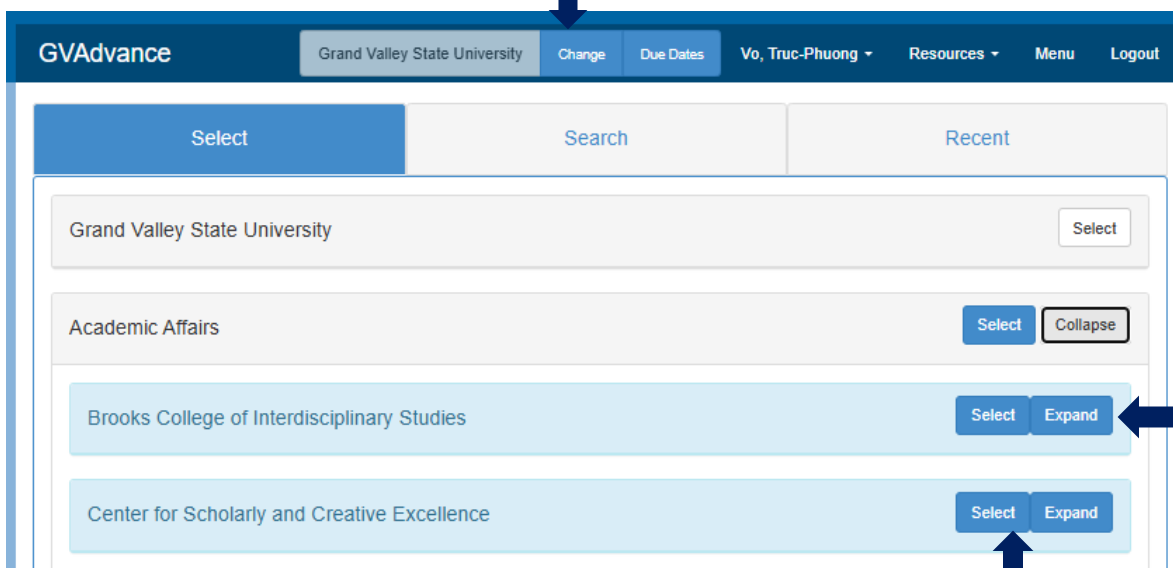 GVAdvance Grand Valley State University Change Due Dates Vo, Truc-Phuong Resources Menu Logout
Select Search Recent
Grand Valley State University Select
Academic Affairs Select Collapse
Brooks College of Interdisciplinary Studies Select Expand
Center for Scholarly and Creative Excellence Select Expand